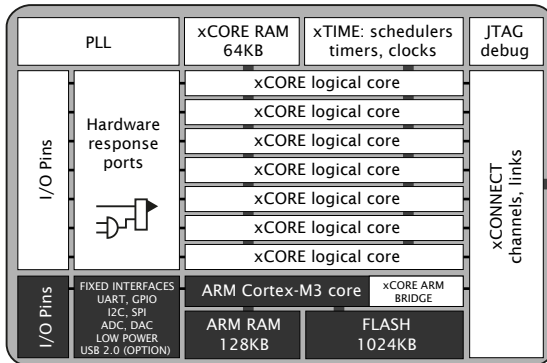 PLL
xCORE RAM
64KB
xTIME: schedulers
timers, clocks
JTAG
debug
I/O Pins
Hardware
response
ports
xCORE logical core
xCORE logical core
xCORE logical core
xCORE logical core
xCORE logical core
xCORE logical core
xCORE logical core
xCONNECT
channels, links
I/O Pins
FIXED INTERFACES
UART, GPIO
I2C, SPI
ADC, DAC
LOW POWER
USB 2.0 (OPTION)
ARM Cortex-M3 core
xCORE ARM
BRIDGE
ARM RAM
128KB
FLASH
1024KB